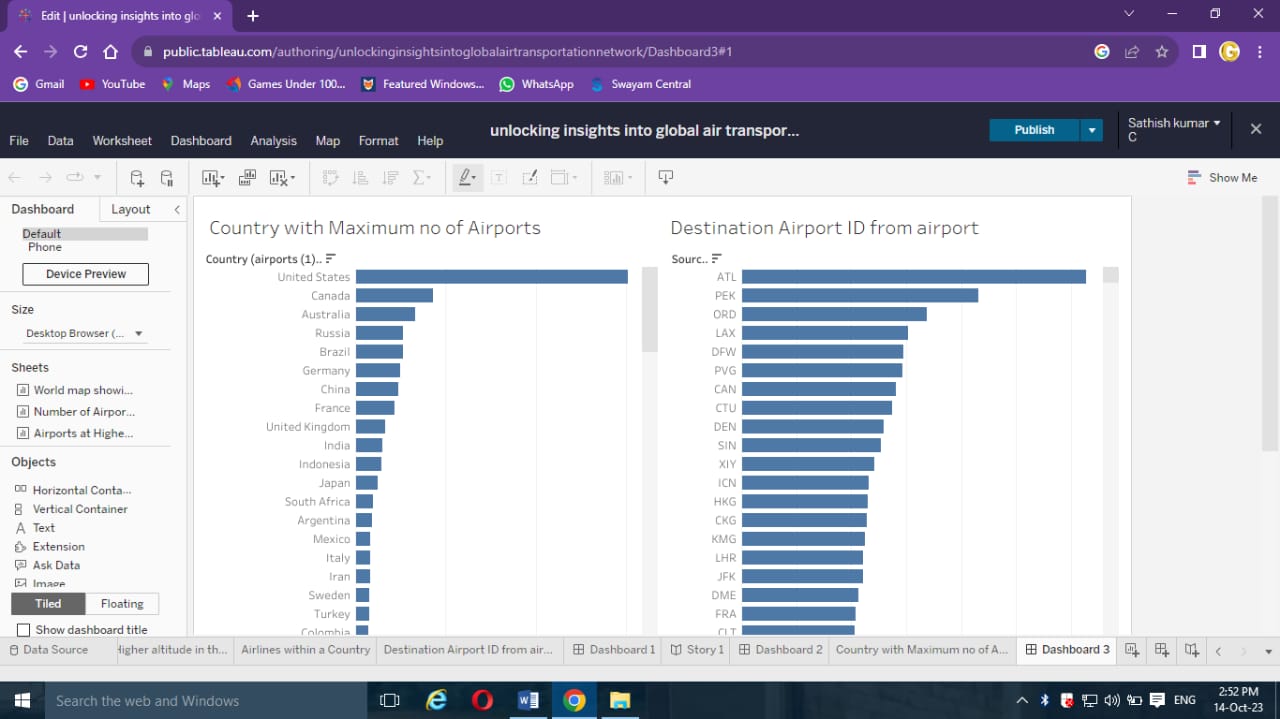 Edit | unlocking insights into glo
public.tableau.com/authoring/unlockinginsightsintoglobalairtransportationnetwork/Dashboard3#1
Gmail YouTube Maps Games Under 100... Featured Windows... WhatsApp Swayam Central
unlocking insights into global air transpor...
Publish
Sathish kumar
C
File Data Worksheet Dashboard Analysis Map Format Help
Show Me
Dashboard Layout
Default
Phone
Device Preview
Size
Desktop Browser (...
Sheets
World map showi...
Number of Airpor...
Airports at Highe...
Objects
Horizontal Conta...
Vertical Container
Text
Extension
Ask Data
Image
Tiled Floating
Show dashboard title
Country with Maximum no of Airports
Country (airports (1)..
United States
Canada
Australia
Russia
Brazil
Germany
China
France
United Kingdom
India
Indonesia
Japan
South Africa
Argentina
Mexico
Italy
Iran
Sweden
Turkey
Colombia
Destination Airport ID from airport
Sourc..
ATL
PEK
ORD
LAX
DFW
PVG
CAN
CTU
DEN
SIN
XIY
ICN
HKG
CKG
KMG
LHR
JFK
DME
FRA
CLT
Data Source Higher altitude in th... Airlines within a Country Destination Airport ID from air... Dashboard 1 Story 1 Dashboard 2 Country with Maximum no of A... Dashboard 3
Search the web and Windows
ENG
2:52 PM
14-Oct-23